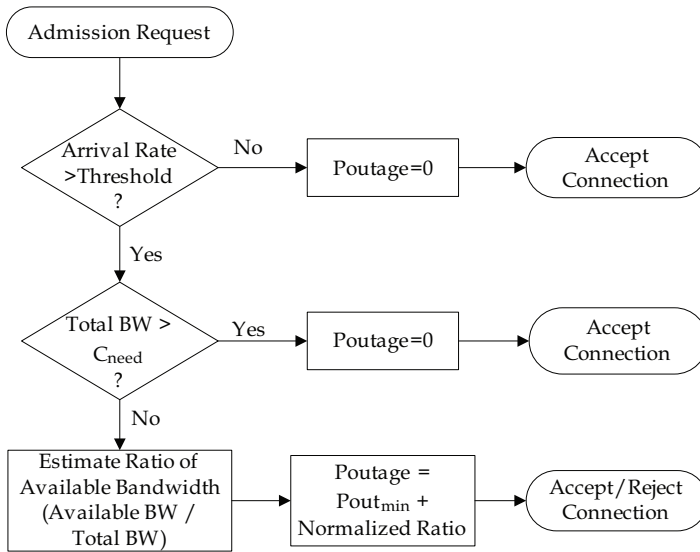 Admission Request
Arrival Rate
>Threshold
?
No
Poutage=0
Accept
Connection
Yes
Total BW >
Cneed
?
Yes
Poutage=0
Accept
Connection
No
Estimate Ratio of
Available Bandwidth
(Available BW /
Total BW)
Poutage =
Poutmin +
Normalized Ratio
Accept/Reject
Connection